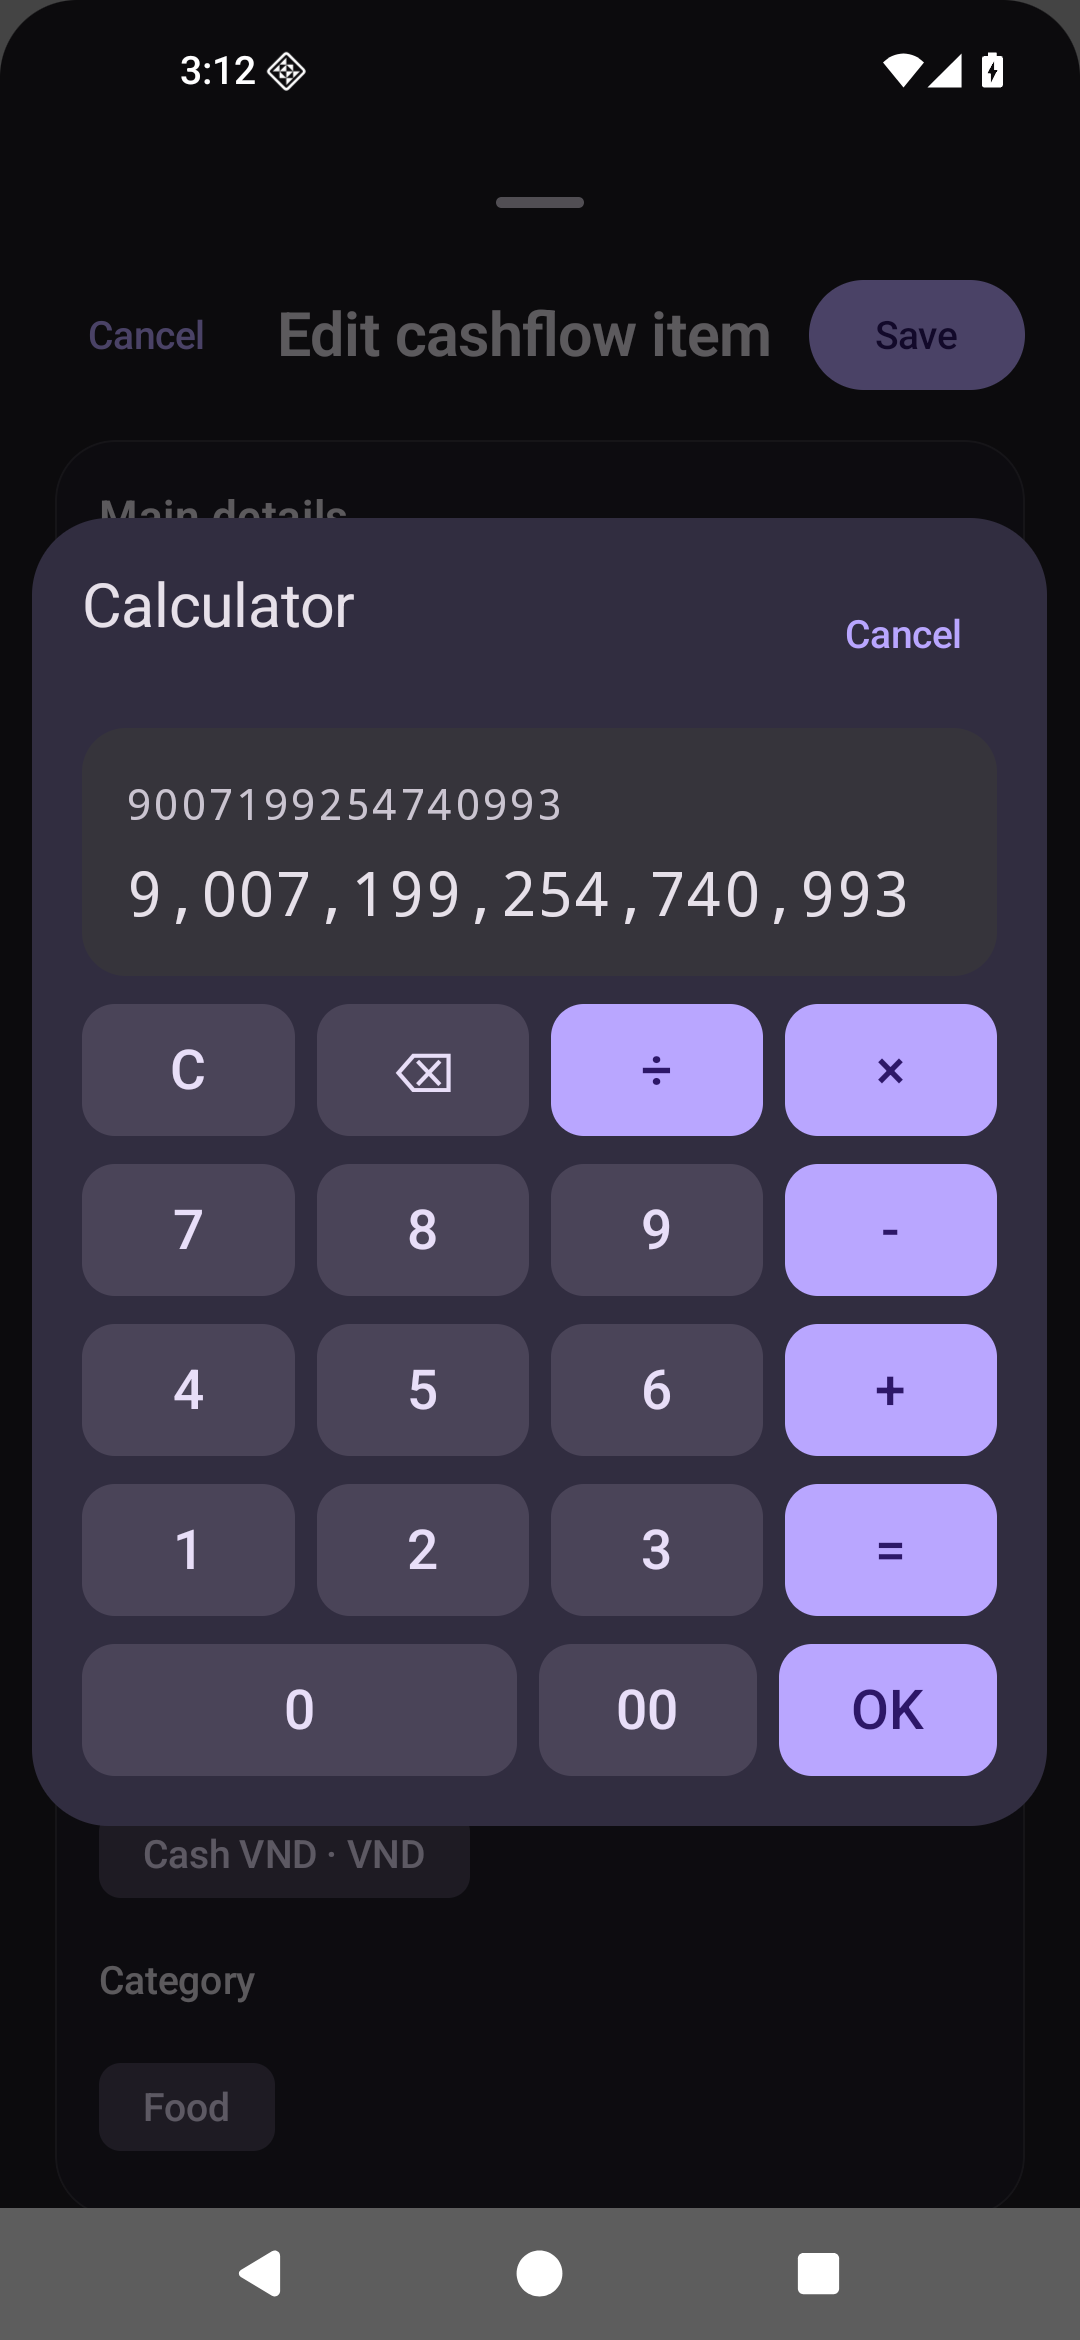 3:12
Cancel Edit cashflow item Save
Main details
Calculator
Cancel
9007199254740993
9,007,199,254,740,993
C ÷ ×
7 8 9 -
4 5 6 +
1 2 3 =
0 00 OK
Cash VND · VND
Category
Food